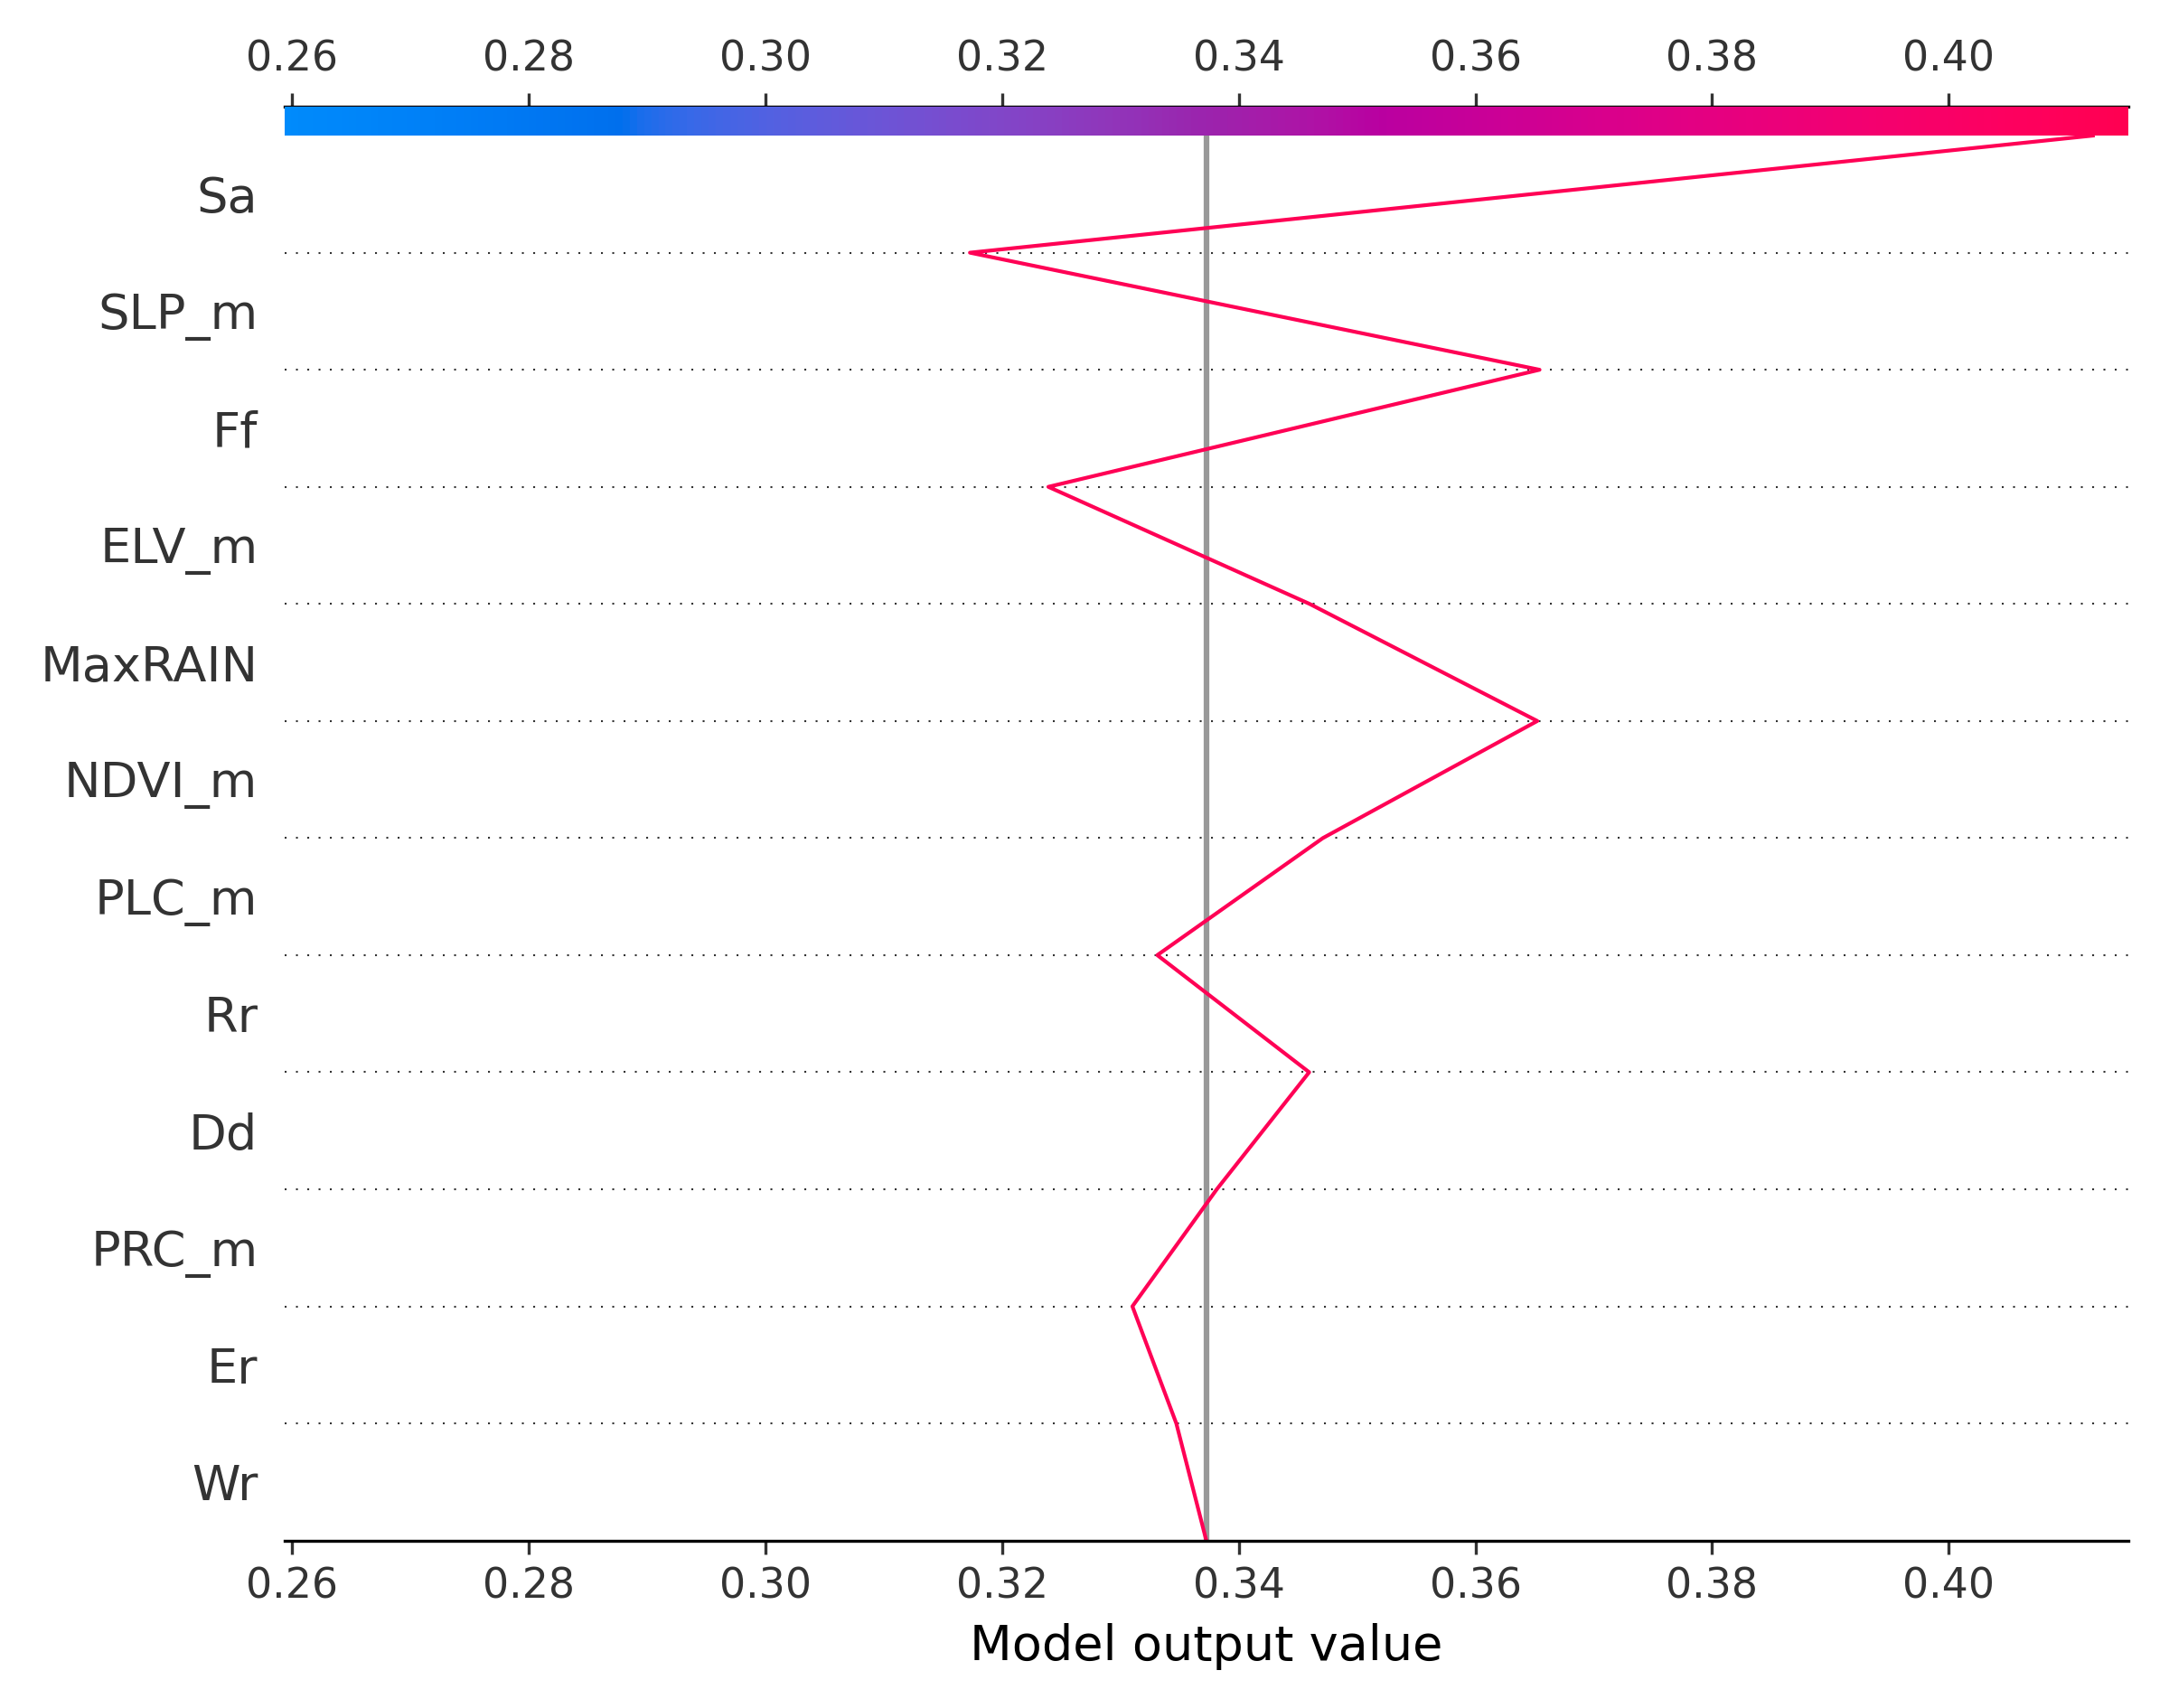 0.26 0.28 0.30 0.32 0.34 0.36 0.38 0.40
Sa
SLP_m
Ff
ELV_m
MaxRAIN
NDVI_m
PLC_m
Rr
Dd
PRC_m
Er
Wr
0.26 0.28 0.30 0.32 0.34 0.36 0.38 0.40
Model output value